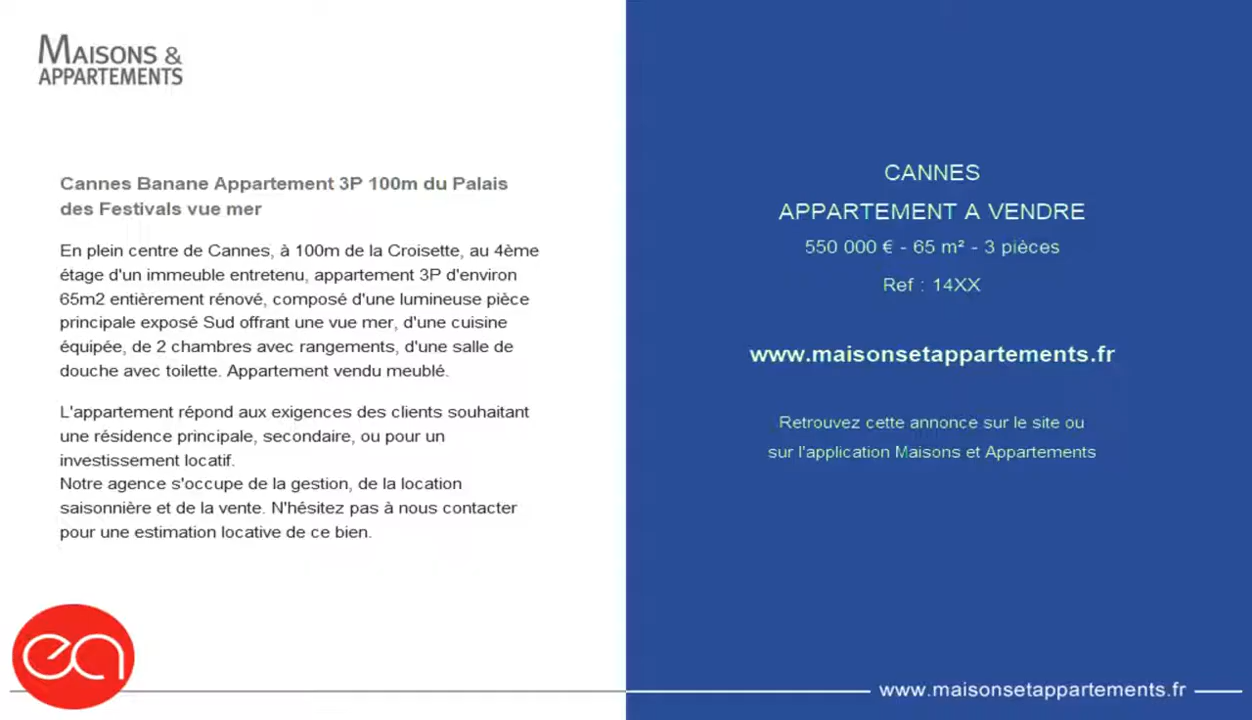 MAISONS &
APPARTEMENTS
Cannes Banane Appartement 3P 100m du Palais
des Festivals vue mer
En plein centre de Cannes, à 100m de la Croisette, au 4ème
étage d'un immeuble entretenu, appartement 3P d'environ
65m2 entièrement rénové, composé d'une lumineuse pièce
principale exposé Sud offrant une vue mer, d'une cuisine
équipée, de 2 chambres avec rangements, d'une salle de
douche avec toilette. Appartement vendu meublé.
L'appartement répond aux exigences des clients souhaitant
une résidence principale, secondaire, ou pour un
investissement locatif.
Notre agence s'occupe de la gestion, de la location
saisonnière et de la vente. N'hésitez pas à nous contacter
pour une estimation locative de ce bien.
ea
CANNES
APPARTEMENT A VENDRE
550 000 € - 65 m² - 3 pièces
Ref : 14XX
www.maisonsetappartements.fr
Retrouvez cette annonce sur le site ou
sur l'application Maisons et Appartements
www.maisonsetappartements.fr